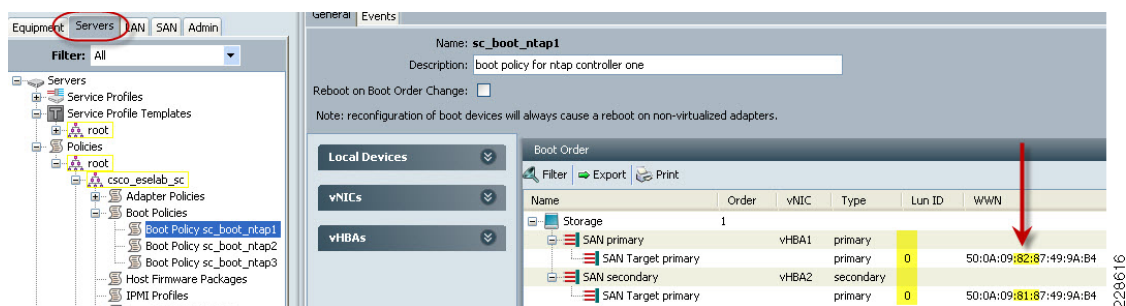 General Events
Equipment Servers LAN SAN Admin
Filter: All
Servers
Service Profiles
Service Profile Templates
root
Policies
root
csco_eselab_sc
Adapter Policies
Boot Policies
Boot Policy sc_boot_ntap1
Boot Policy sc_boot_ntap2
Boot Policy sc_boot_ntap3
Host Firmware Packages
IPMI Profiles
Name: sc_boot_ntap1
Description: boot policy for ntap controller one
Reboot on Boot Order Change:
Note: reconfiguration of boot devices will always cause a reboot on non-virtualized adapters.
Local Devices
vNICs
vHBAs
Boot Order
Filter Export Print
Name Order vNIC Type Lun ID WWN
Storage 1
SAN primary vHBA1 primary
SAN Target primary primary 0 50:0A:09:82:87:49:9A:B4
SAN secondary vHBA2 secondary
SAN Target primary primary 0 50:0A:09:81:87:49:9A:B4
228616